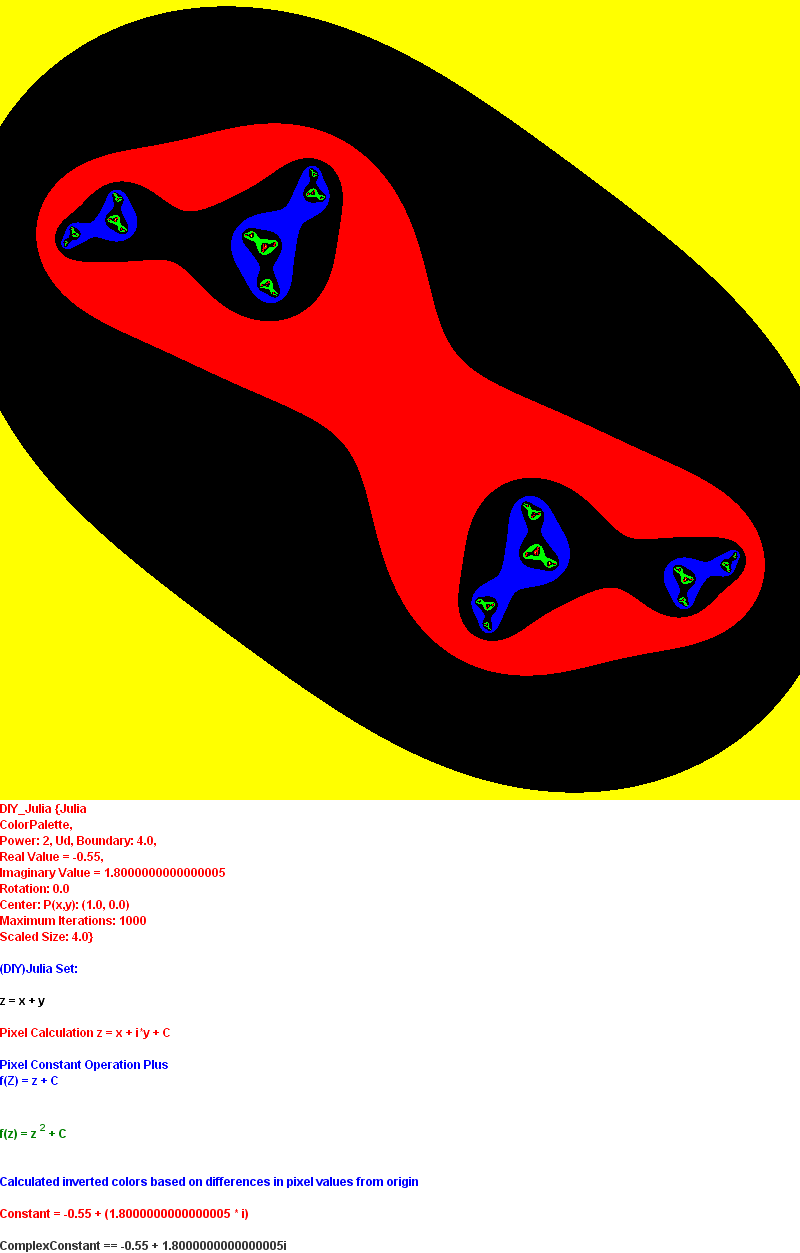 DIY_Julia {Julia
ColorPalette,
Power: 2, Ud, Boundary: 4.0,
Real Value = -0.55,
Imaginary Value = 1.8000000000000005
Rotation: 0.0
Center: P(x,y): (1.0, 0.0)
Maximum Iterations: 1000
Scaled Size: 4.0}
(DIY)Julia Set:
z = x + y
Pixel Calculation z = x + i*y + C
Pixel Constant Operation Plus
f(Z) = z + C
f(z) = z 2 + C
Calculated inverted colors based on differences in pixel values from origin
Constant = -0.55 + (1.8000000000000005 * i)
ComplexConstant == -0.55 + 1.8000000000000005i